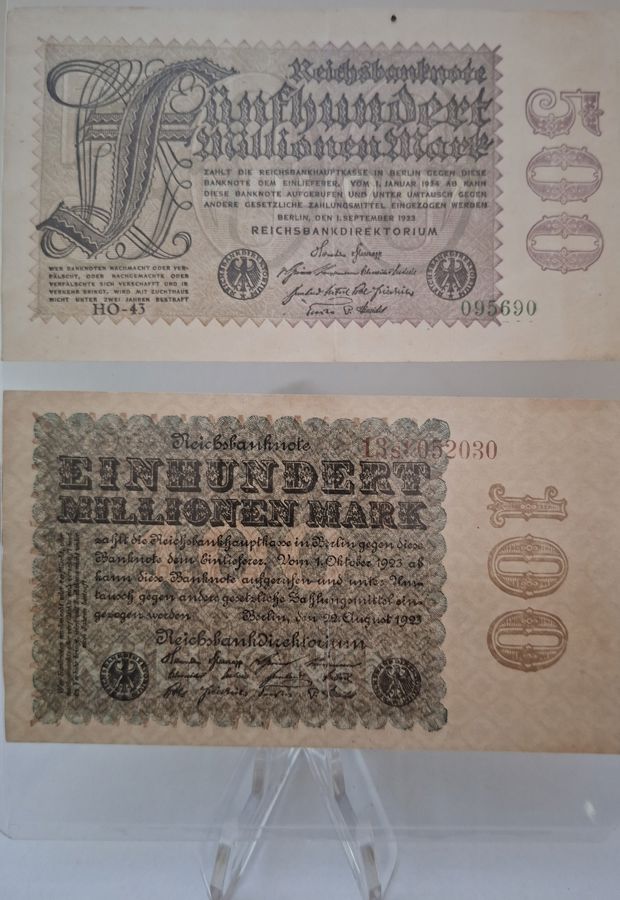 Reichsbanknote
Fünfhundert
Millionen Mark
ZAHLT DIE REICHSBANKHAUPTKASSE IN BERLIN GEGEN DIESE
BANKNOTE DEM EINLIEFERER. VOM 1. JANUAR 1924 AB KANN
DIESE BANKNOTE AUFGERUFEN UND UNTER UMTAUSCH GEGEN
ANDERE GESETZLICHE ZAHLUNGSMITTEL EINGEZOGEN WERDEN
BERLIN, DEN 1. SEPTEMBER 1923
REICHSBANKDIREKTORIUM
WER BANKNOTEN NACHMACHT ODER VER-
FÄLSCHT, ODER NACHGEMACHTE ODER
VERFÄLSCHTE SICH VERSCHAFFT UND IN
VERKEHR BRINGT, WIRD MIT ZUCHTHAUS
NICHT UNTER ZWEI JAHREN BESTRAFT
HO-43
095690
500
Reichsbanknote
052030
EINHUNDERT
MILLIONEN MARK
zahlt die Reichsbankhauptkasse in Berlin gegen diese
Banknote dem Einlieferer. Vom 1. Oktober 1923 ab
kann diese Banknote aufgerufen und unter Um-
tausch gegen andere gesetzliche Zahlungsmittel ein-
gezogen werden
Berlin, den 22. August 1923
Reichsbankdirektorium
100